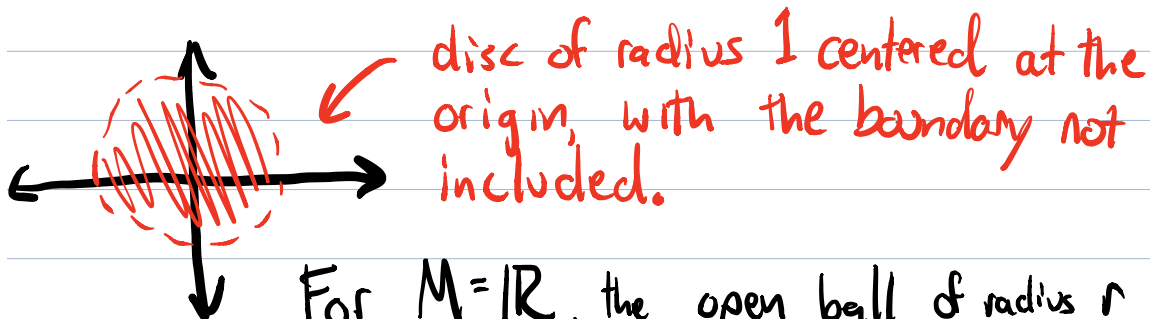 disc of radius 1 centered at the
origin, with the boundary not
included.
For M = ℝ, the open ball of radius r